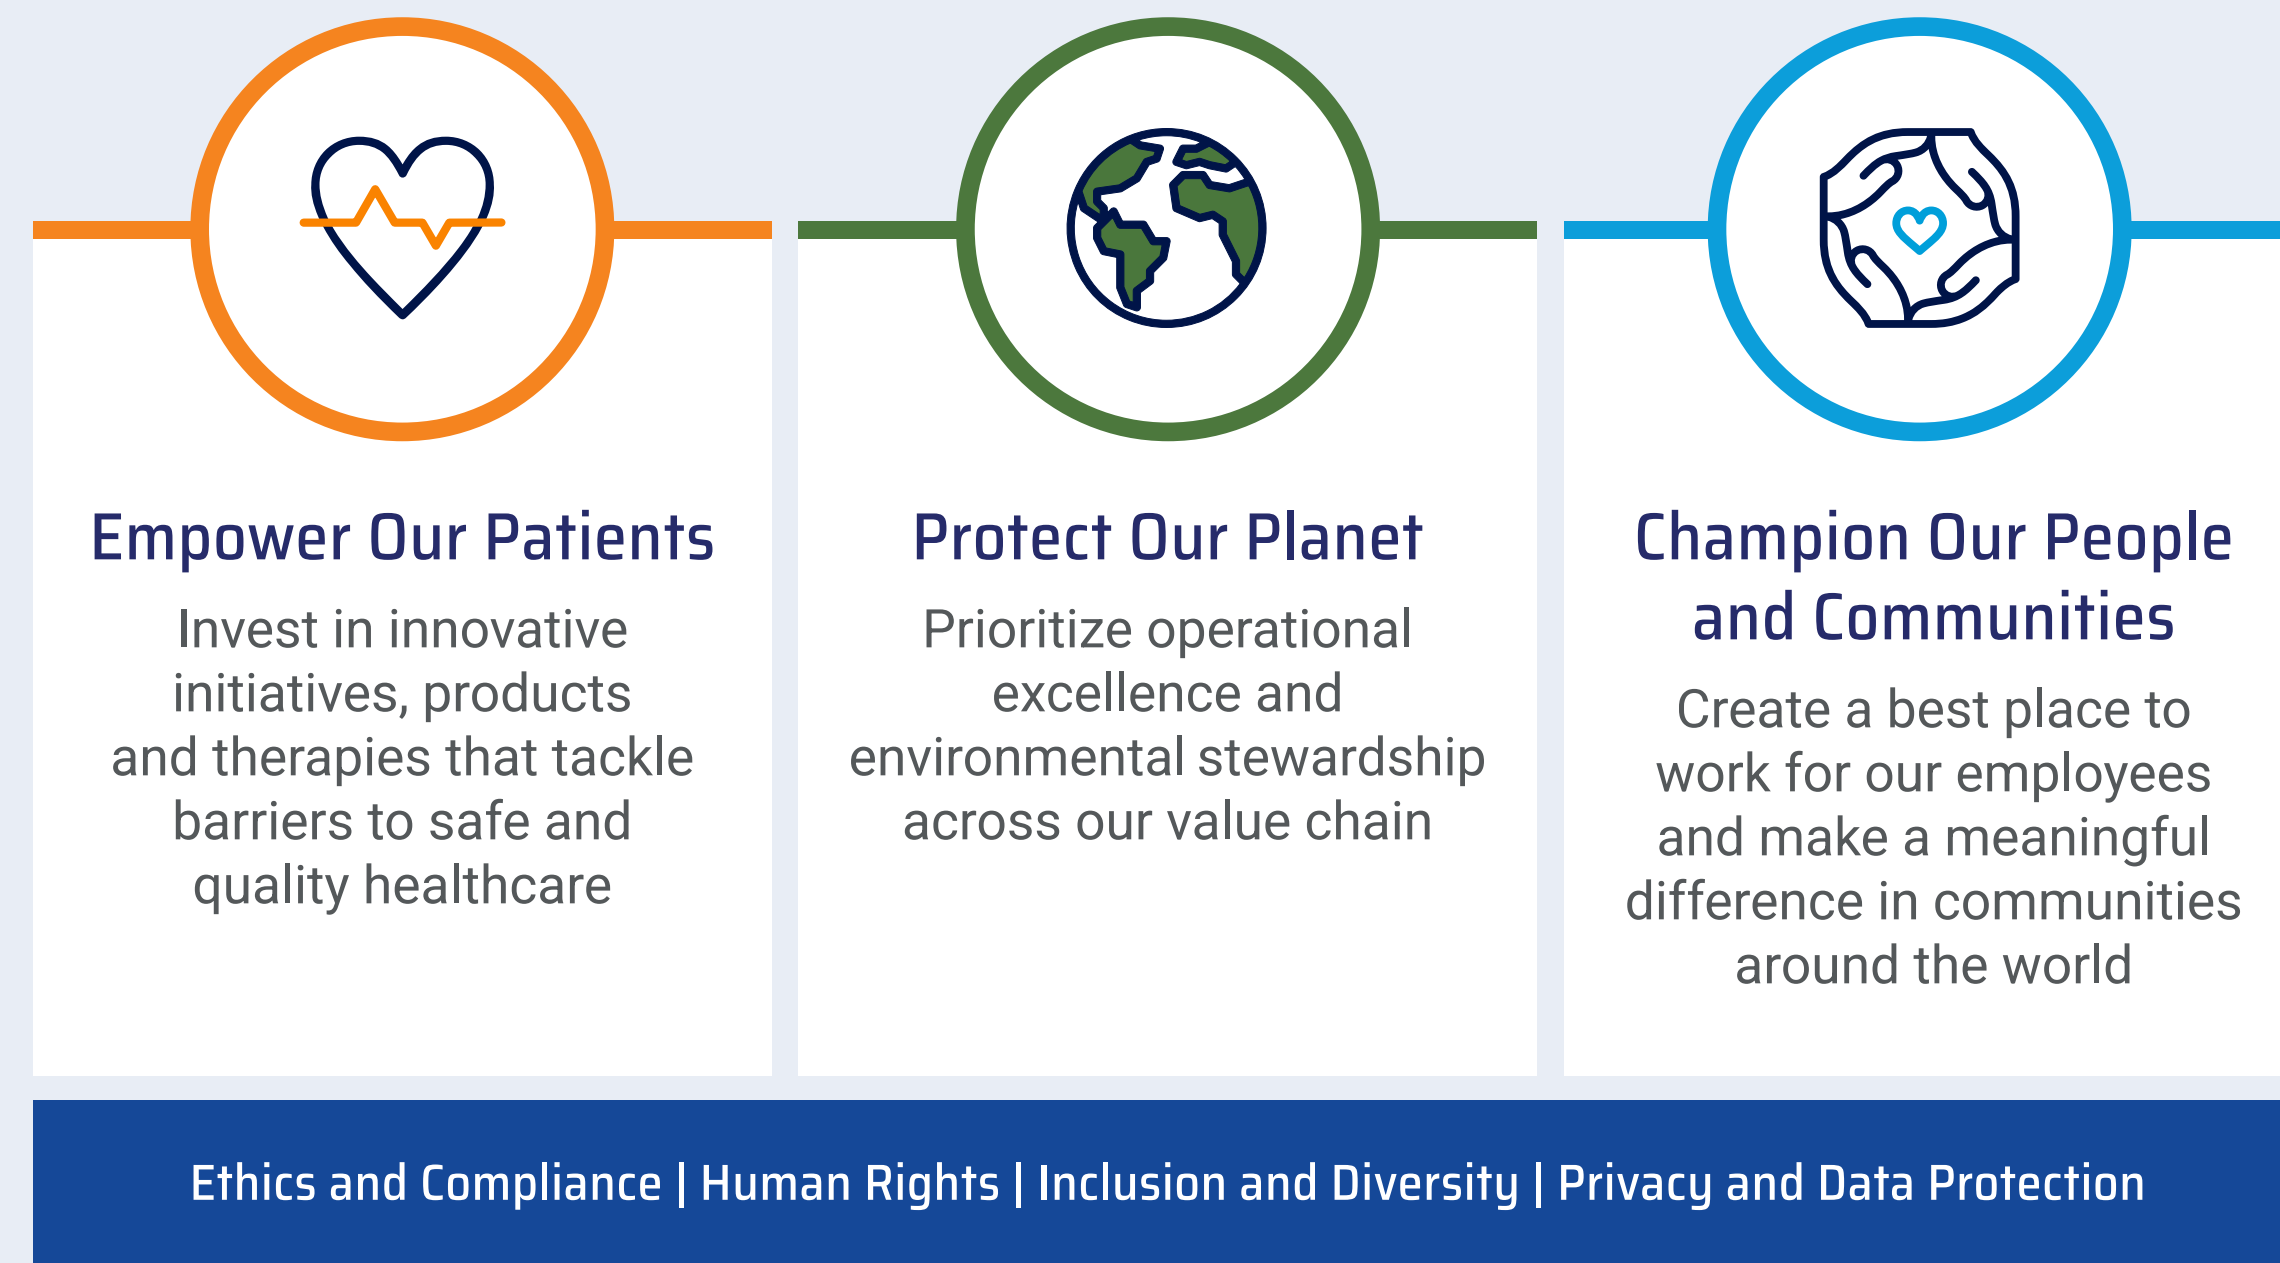 Empower Our Patients
Invest in innovative
initiatives, products
and therapies that tackle
barriers to safe and
quality healthcare
Protect Our Planet
Prioritize operational
excellence and
environmental stewardship
across our value chain
Champion Our People
and Communities
Create a best place to
work for our employees
and make a meaningful
difference in communities
around the world
Ethics and Compliance | Human Rights | Inclusion and Diversity | Privacy and Data Protection